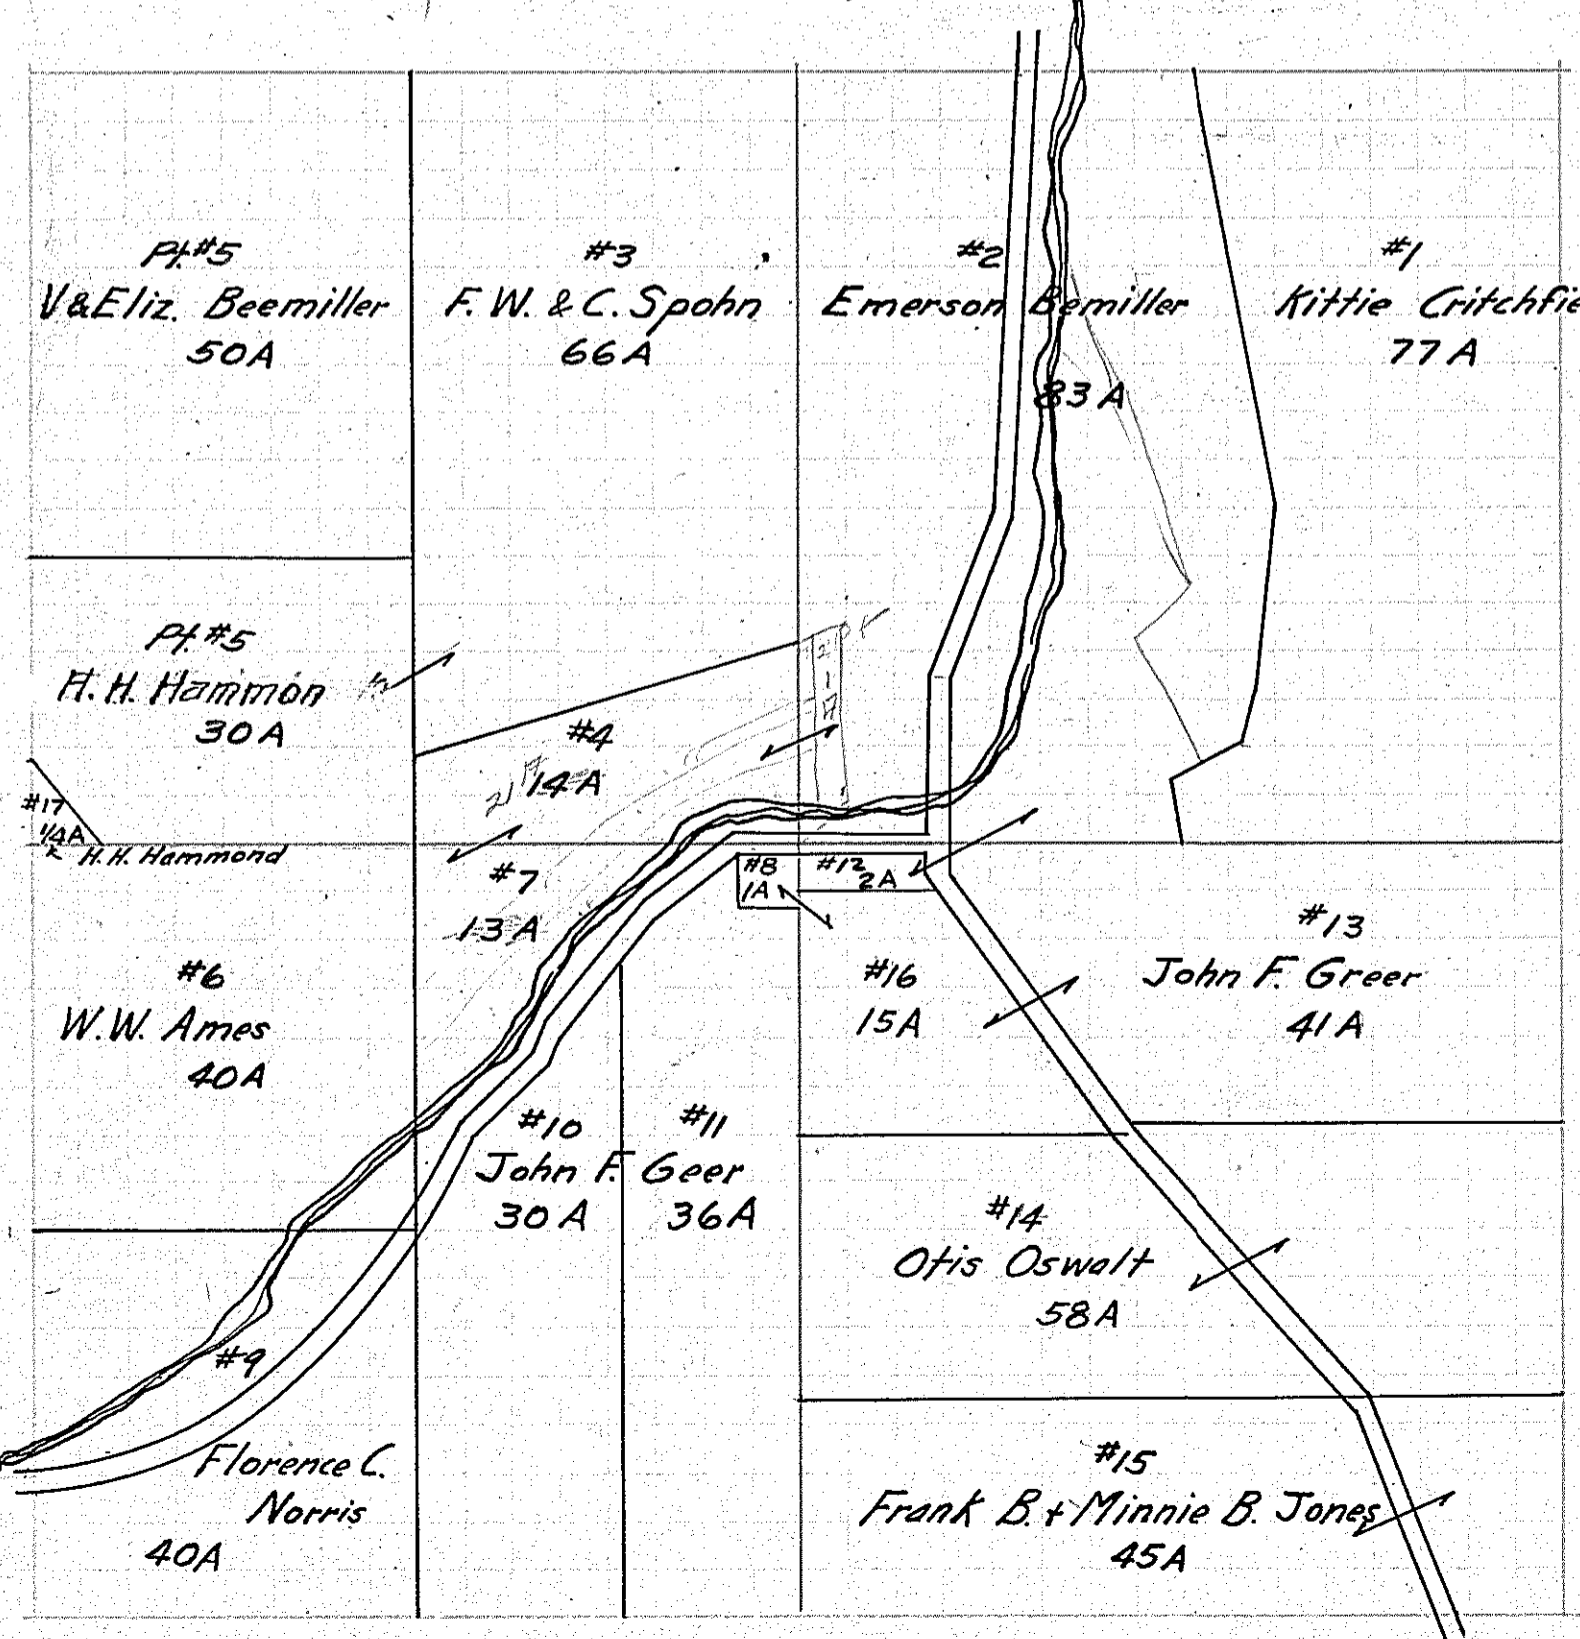 Pt. #5
V & Eliz. Beemiller
50A
#3
F. W. & C. Spohn
66A
#2
Emerson Bemiller
83A
#1
Kittie Critchfie
77A
Pt. #5
H. H. Hammon
30A
#4
14A
21
#17
1/4A
H.H. Hammond
#7
13A
#8
1A
#12
2A
#6
W.W. Ames
40A
#16
15A
#13
John F. Greer
41A
#10
#11
John F. Geer
30A
36A
#14
Otis Oswalt
58A
#9
Florence C.
Norris
40A
#15
Frank B. + Minnie B. Jones
45A